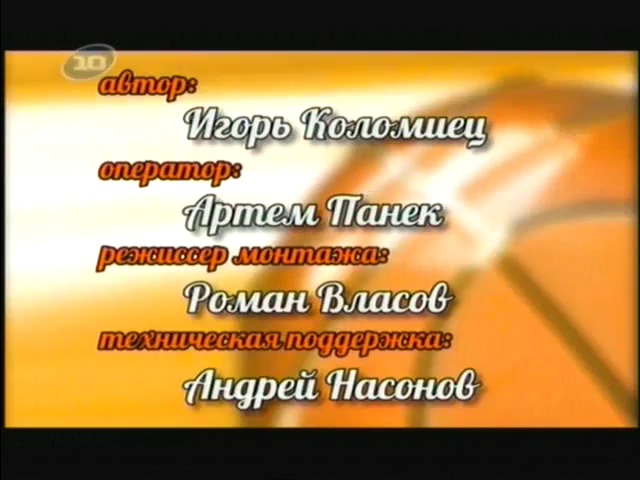 10
автор:
Игорь Коломиец
оператор:
Артем Панек
режиссер монтажа:
Роман Власов
техническая поддержка:
Андрей Насонов